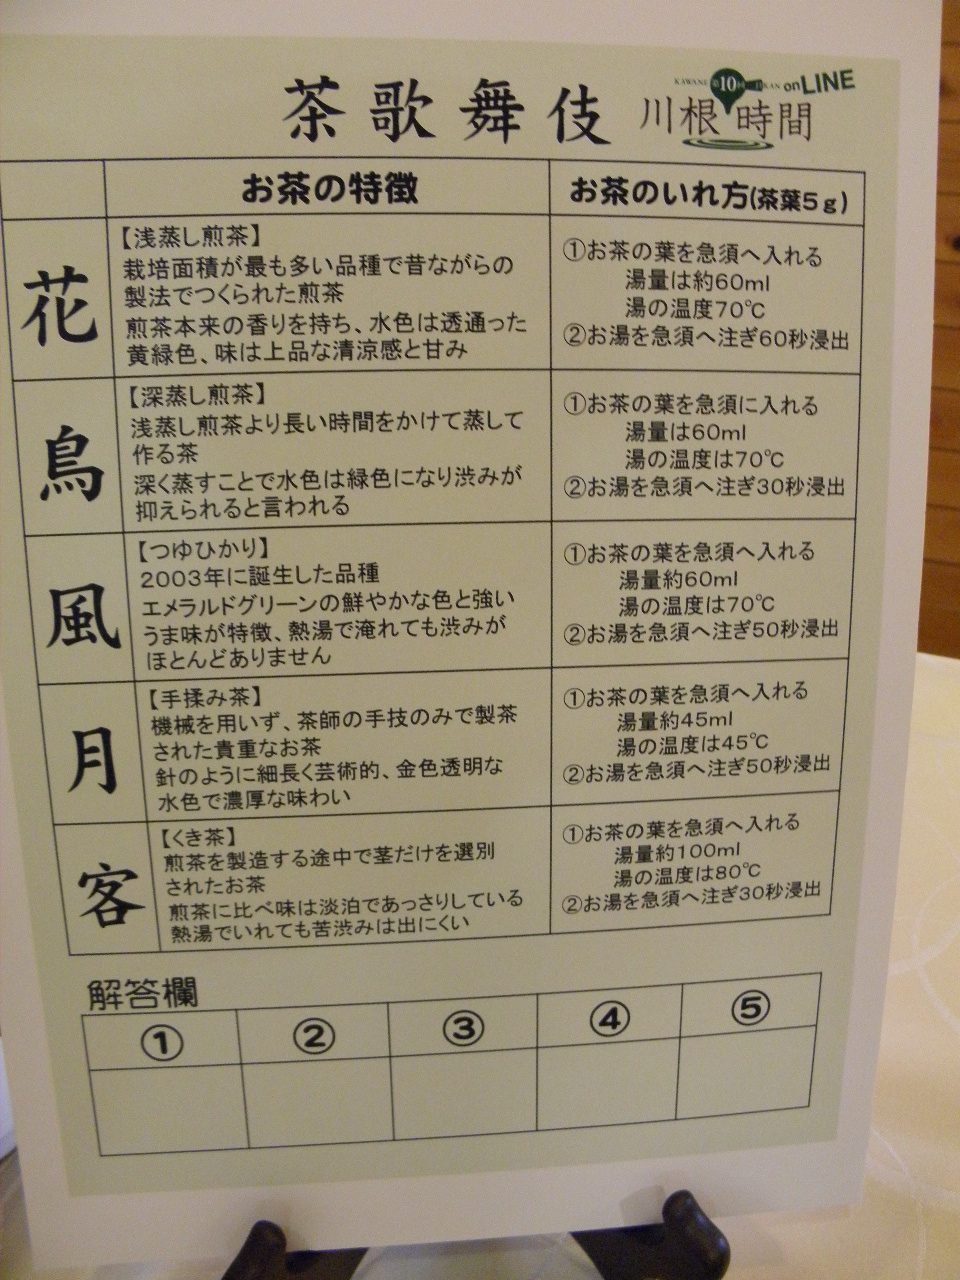 茶歌舞伎
KAWANE 第10回 JIKAN onLINE
川根時間
お茶の特徴
お茶のいれ方(茶葉5g)
花
【浅蒸し煎茶】
栽培面積が最も多い品種で昔ながらの
製法でつくられた煎茶
煎茶本来の香りを持ち、水色は透通った
黄緑色、味は上品な清涼感と甘み
①お茶の葉を急須へ入れる
湯量は約60ml
湯の温度70℃
②お湯を急須へ注ぎ60秒浸出
鳥
【深蒸し煎茶】
浅蒸し煎茶より長い時間をかけて蒸して
作る茶
深く蒸すことで水色は緑色になり渋みが
抑えられると言われる
①お茶の葉を急須に入れる
湯量は60ml
湯の温度は70℃
②お湯を急須へ注ぎ30秒浸出
風
【つゆひかり】
2003年に誕生した品種
エメラルドグリーンの鮮やかな色と強い
うま味が特徴、熱湯で淹れても渋みが
ほとんどありません
①お茶の葉を急須へ入れる
湯量約60ml
湯の温度は70℃
②お湯を急須へ注ぎ50秒浸出
月
【手揉み茶】
機械を用いず、茶師の手技のみで製茶
された貴重なお茶
針のように細長く芸術的、金色透明な
水色で濃厚な味わい
①お茶の葉を急須へ入れる
湯量約45ml
湯の温度は45℃
②お湯を急須へ注ぎ50秒浸出
客
【くき茶】
煎茶を製造する途中で茎だけを選別
されたお茶
煎茶に比べ味は淡泊であっさりしている
熱湯でいれても苦渋みは出にくい
①お茶の葉を急須へ入れる
湯量約100ml
湯の温度は80℃
②お湯を急須へ注ぎ30秒浸出
解答欄
① ② ③ ④ ⑤